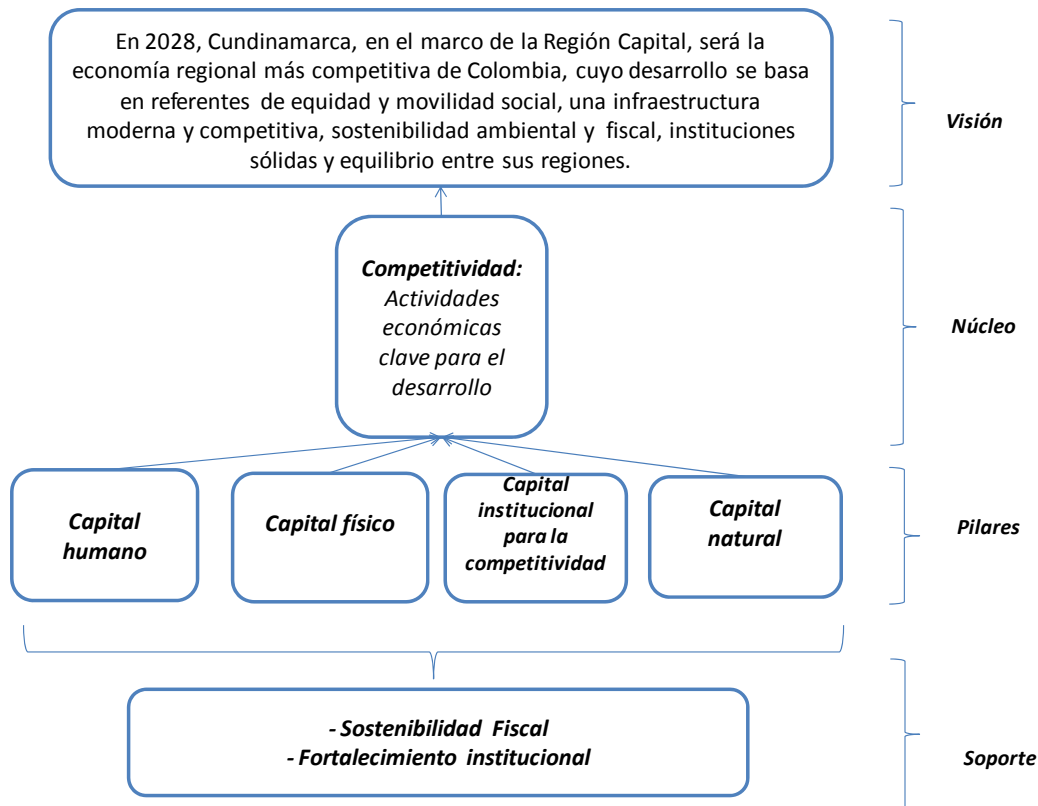 En 2028, Cundinamarca, en el marco de la Región Capital, será la
economía regional más competitiva de Colombia, cuyo desarrollo se basa
en referentes de equidad y movilidad social, una infraestructura
moderna y competitiva, sostenibilidad ambiental y fiscal, instituciones
sólidas y equilibrio entre sus regiones.
Visión
Competitividad:
Actividades
económicas
clave para el
desarrollo
Núcleo
Capital
humano
Capital físico
Capital
institucional
para la
competitividad
Capital
natural
Pilares
- Sostenibilidad Fiscal
- Fortalecimiento institucional
Soporte